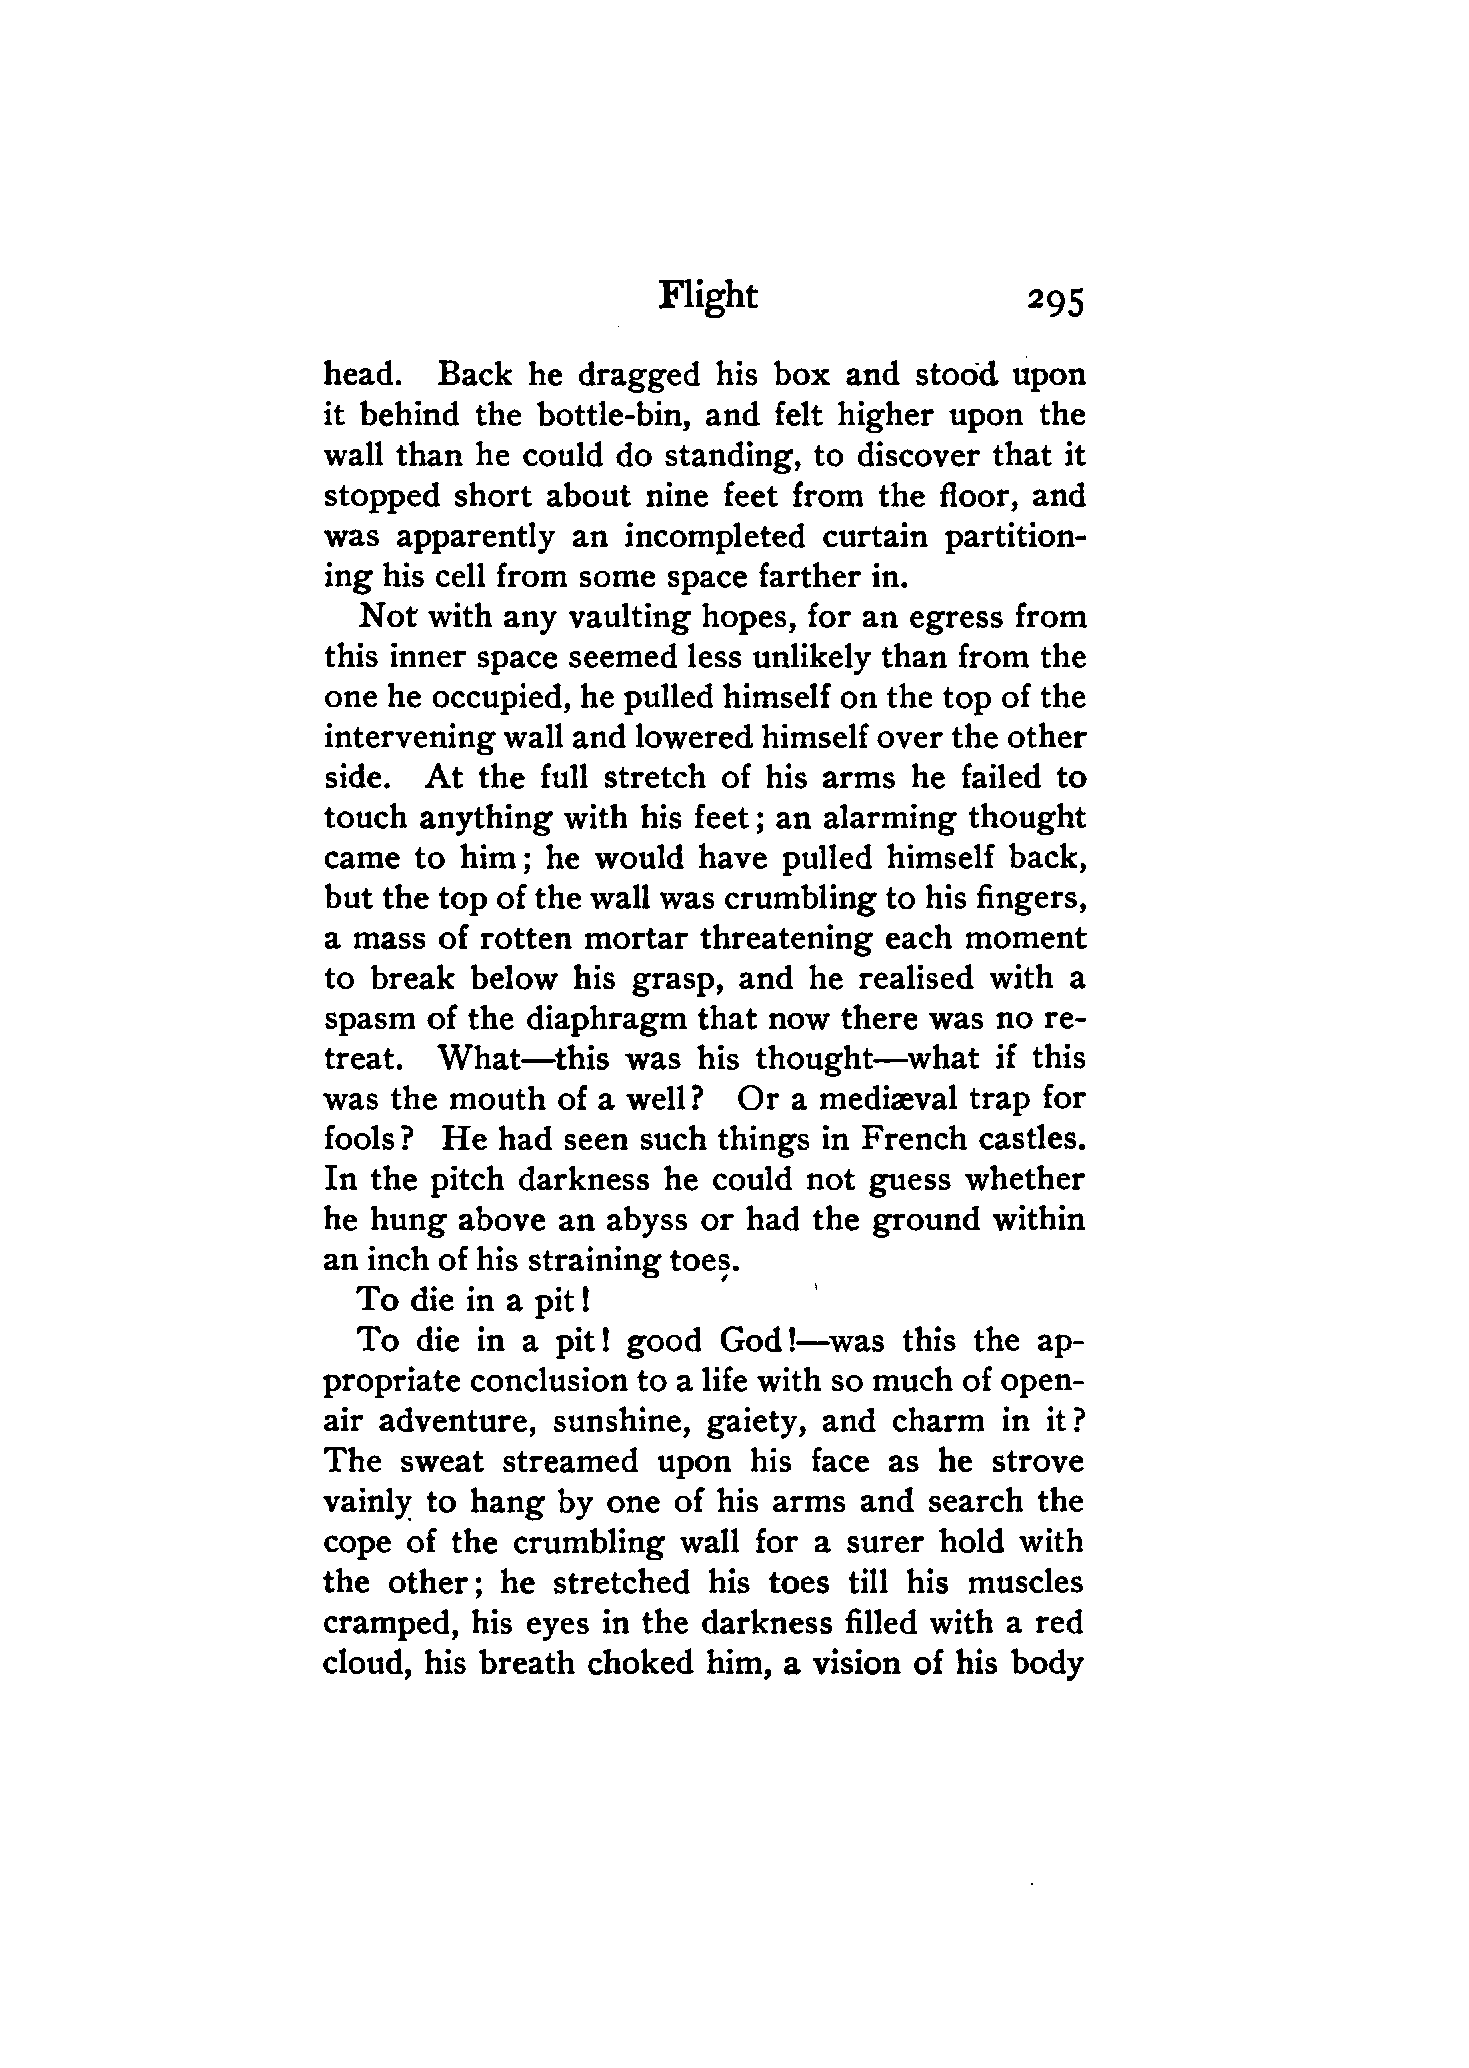 Flight 295
head. Back he dragged his box and stood upon
it behind the bottle-bin, and felt higher upon the
wall than he could do standing, to discover that it
stopped short about nine feet from the floor, and
was apparently an incompleted curtain partition-
ing his cell from some space farther in.
Not with any vaulting hopes, for an egress from
this inner space seemed less unlikely than from the
one he occupied, he pulled himself on the top of the
intervening wall and lowered himself over the other
side. At the full stretch of his arms he failed to
touch anything with his feet; an alarming thought
came to him; he would have pulled himself back,
but the top of the wall was crumbling to his fingers,
a mass of rotten mortar threatening each moment
to break below his grasp, and he realised with a
spasm of the diaphragm that now there was no re-
treat. What—this was his thought—what if this
was the mouth of a well? Or a mediæval trap for
fools? He had seen such things in French castles.
In the pitch darkness he could not guess whether
he hung above an abyss or had the ground within
an inch of his straining toes.
To die in a pit!
To die in a pit! good God!—was this the ap-
propriate conclusion to a life with so much of open-
air adventure, sunshine, gaiety, and charm in it?
The sweat streamed upon his face as he strove
vainly to hang by one of his arms and search the
cope of the crumbling wall for a surer hold with
the other; he stretched his toes till his muscles
cramped, his eyes in the darkness filled with a red
cloud, his breath choked him, a vision of his body